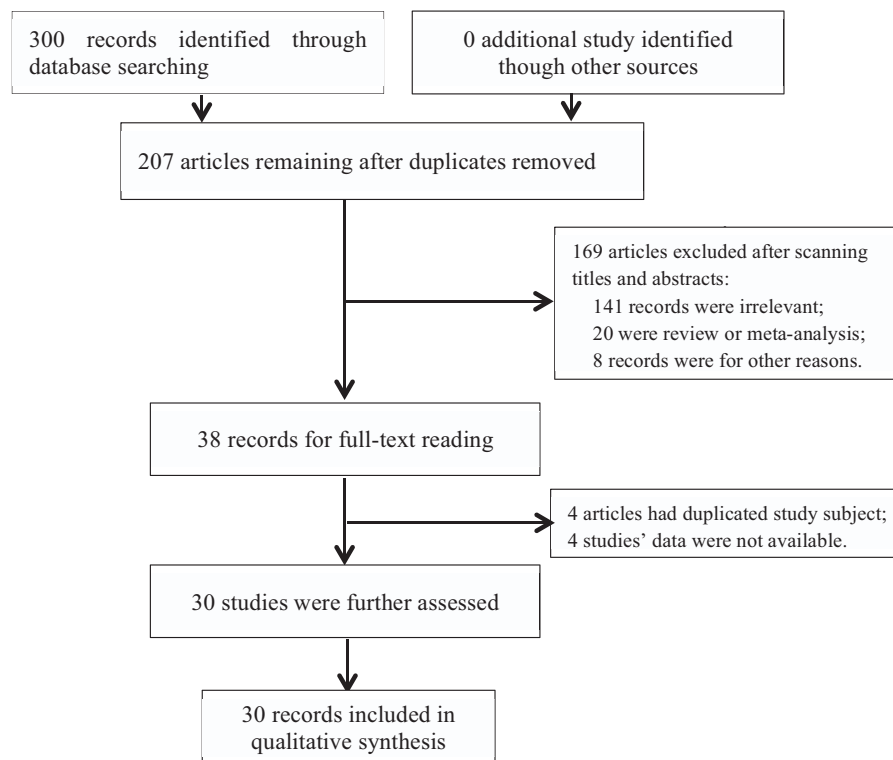 300 records identified through
database searching
0 additional study identified
though other sources
207 articles remaining after duplicates removed
169 articles excluded after scanning
titles and abstracts:
141 records were irrelevant;
20 were review or meta-analysis;
8 records were for other reasons.
38 records for full-text reading
4 articles had duplicated study subject;
4 studies’ data were not available.
30 studies were further assessed
30 records included in
qualitative synthesis